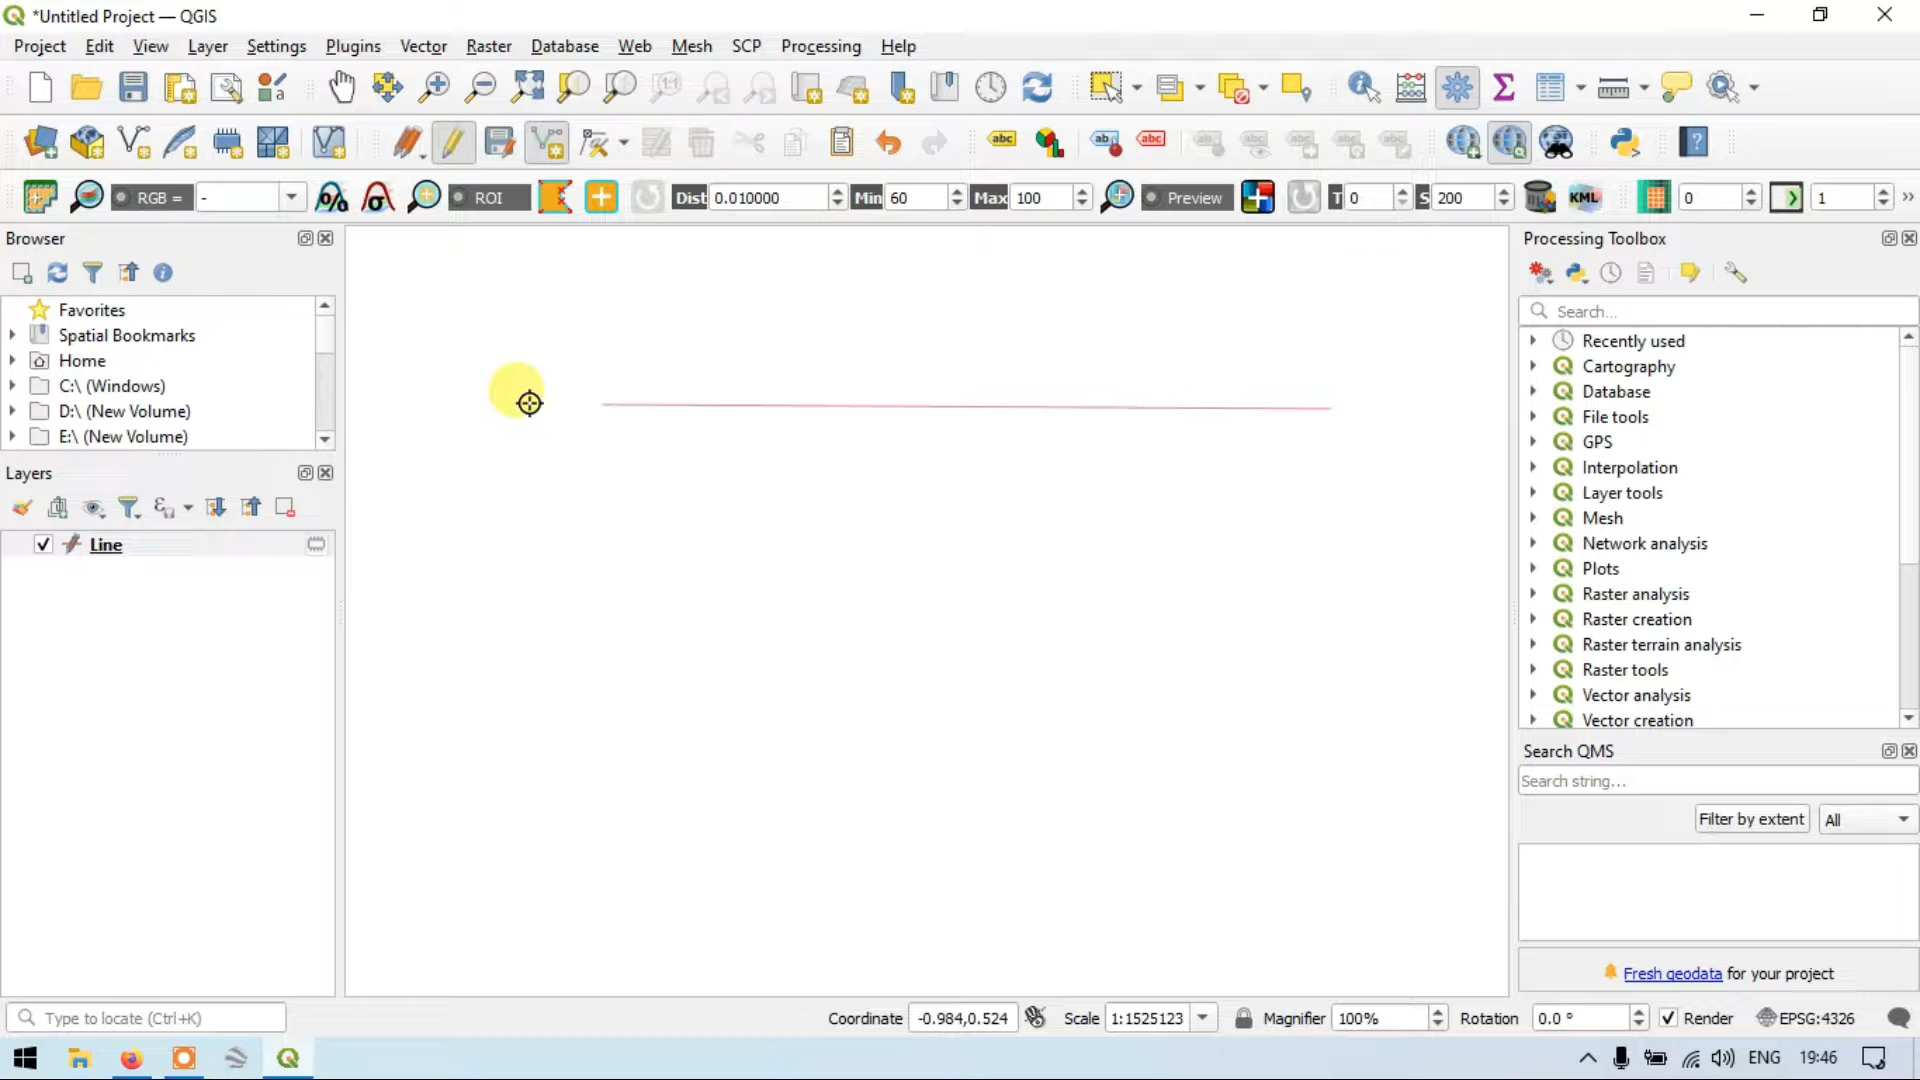 *Untitled Project — QGIS
Project Edit View Layer Settings Plugins Vector Raster Database Web Mesh SCP Processing Help
1:1
a
abc ab abc
RGB = - ROI Dist 0.010000 Min 60 Max 100 Preview T 0 S 200 KML 0 1 »
Browser
Favorites
Spatial Bookmarks
Home
C:\ (Windows)
D:\ (New Volume)
E:\ (New Volume)
Layers
Line
Processing Toolbox
Search...
Recently used
Cartography
Database
File tools
GPS
Interpolation
Layer tools
Mesh
Network analysis
Plots
Raster analysis
Raster creation
Raster terrain analysis
Raster tools
Vector analysis
Vector creation
Search QMS
Search string...
Filter by extent All
Fresh geodata for your project
Type to locate (Ctrl+K) Coordinate -0.984,0.524 Scale 1:1525123 Magnifier 100% Rotation 0.0 ° Render EPSG:4326
ENG 19:46